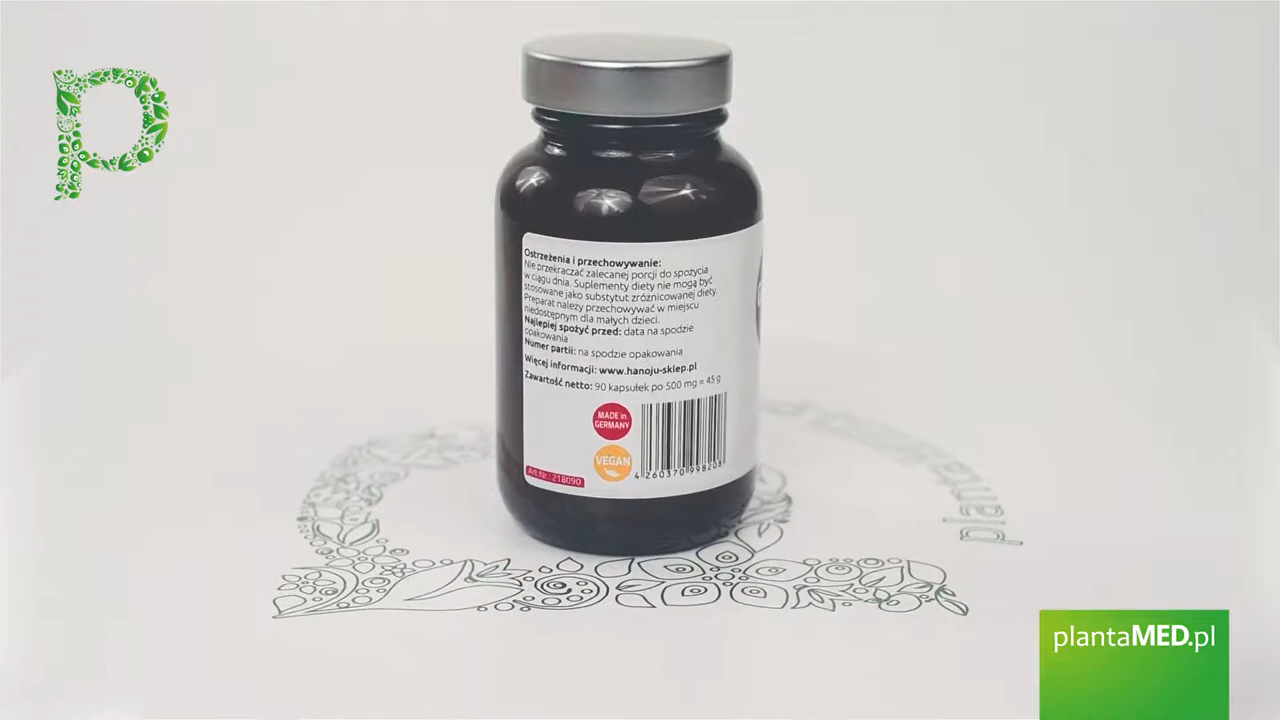 Ostrzeżenia i przechowywanie:
Nie przekraczać zalecanej porcji do spożycia
w ciągu dnia. Suplementy diety nie mogą być
stosowane jako substytut zróżnicowanej diety.
Preparat należy przechowywać w miejscu
niedostępnym dla małych dzieci.
Najlepiej spożyć przed: data na spodzie
opakowania
Numer partii: na spodzie opakowania
Więcej informacji: www.hanoju-sklep.pl
Zawartość netto: 90 kapsułek po 500 mg = 45 g
MADE in
GERMANY
VEGAN
4 260370 998208
Art.Nr.: 218090
plantaMED.pl